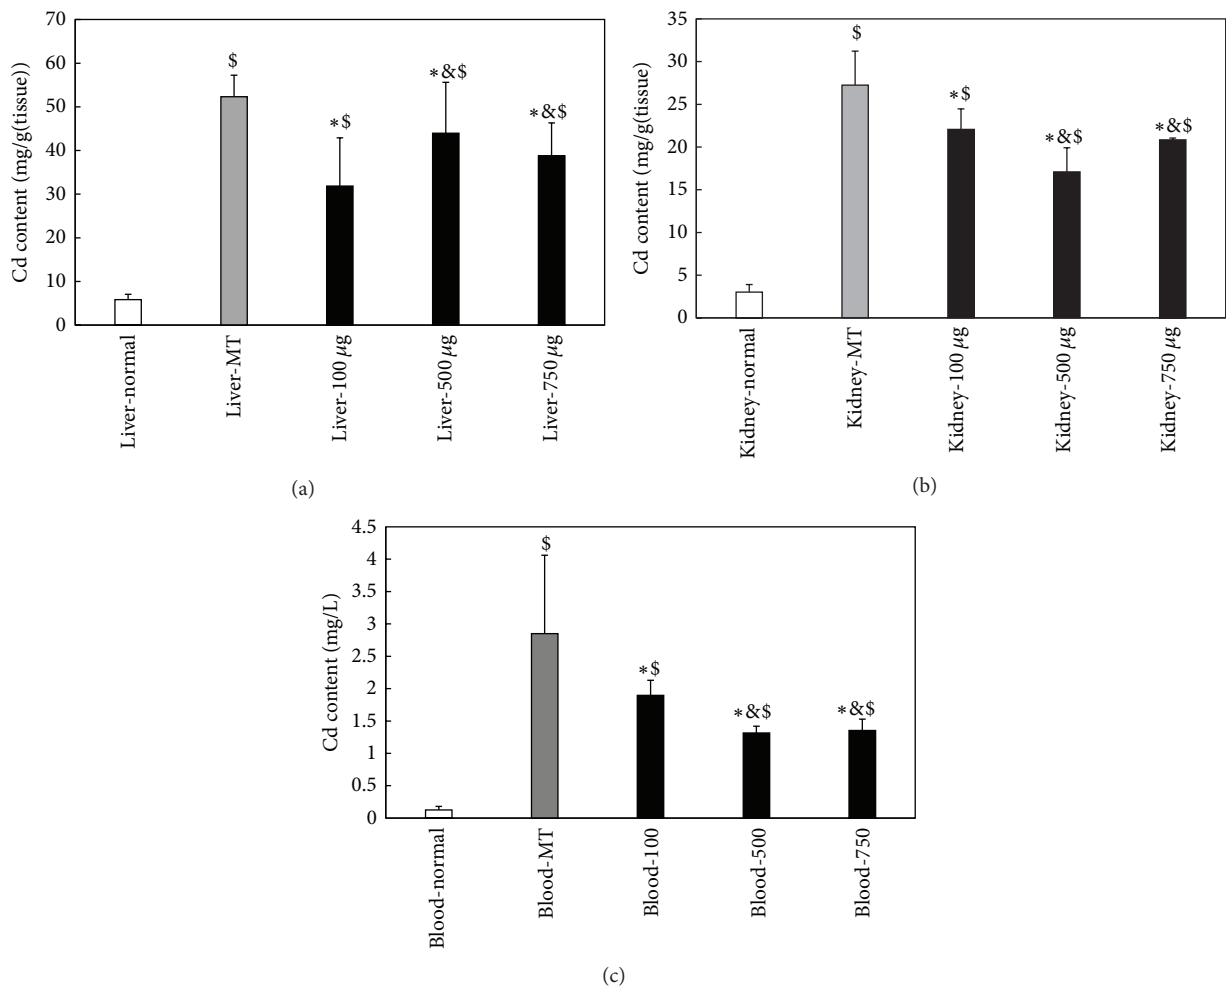 70
60
50
40
30
20
10
0
Cd content (mg/g(tissue))
$
*$
*&$
*&$
Liver-normal
Liver-MT
Liver-100 μg
Liver-500 μg
Liver-750 μg
(a)
35
30
25
20
15
10
5
0
Cd content (mg/g(tissue)
$
*$
*&$
*&$
Kidney-normal
Kidney-MT
Kidney-100 μg
Kidney-500 μg
Kidney-750 μg
(b)
4.5
4
3.5
3
2.5
2
1.5
1
0.5
0
Cd content (mg/L)
$
*$
*&$
*&$
Blood-normal
Blood-MT
Blood-100
Blood-500
Blood-750
(c)